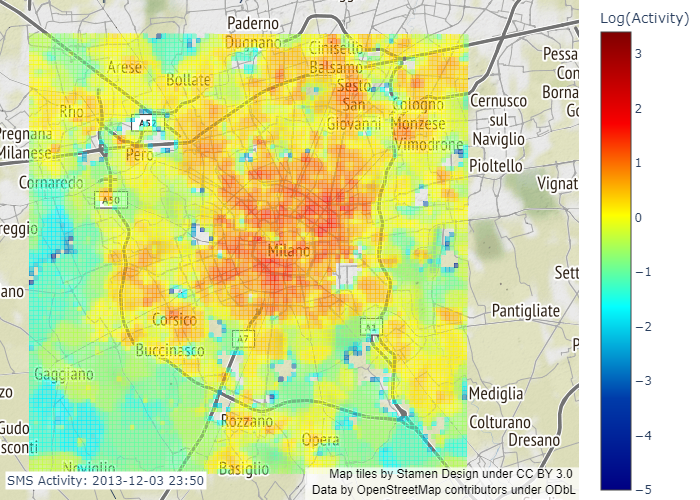 Log(Activity)
Paderno
Dugnano
Cinisello
Balsamo
Arese
Bollate
Sesto
San
Giovanni
Cologno
Monzese
Vimodrone
Cernusco
sul
Naviglio
Pessa
Con
Borna
Go
Rho
A52
Pregnana
Milanese
Pero
Pioltello
Cornaredo
A50
Vignat
reggio
Milano
ano
Sett
Pantigliate
Corsico
A7
A1
Buccinasco
P
Gaggiano
zo
Mediglia
Rozzano
Colturano
Gudo
sconti
Opera
Dresano
Noviglio
Basiglio
SMS Activity: 2013-12-03 23:50
Map tiles by Stamen Design under CC BY 3.0
Data by OpenStreetMap contributors under ODbL
3
2
1
0
−1
−2
−3
−4
−5